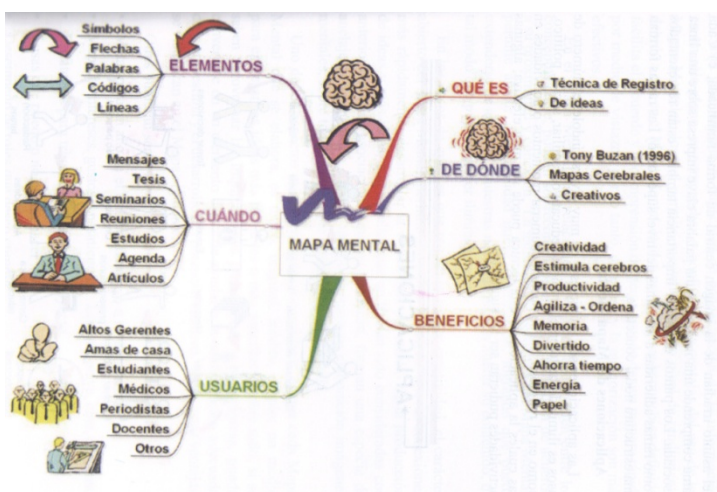 MAPA MENTAL
QUÉ ES
Técnica de Registro
De ideas
DE DÓNDE
Tony Buzan (1996)
Mapas Cerebrales
Creativos
BENEFICIOS
Creatividad
Estimula cerebros
Productividad
Agiliza - Ordena
Memoria
Divertido
Ahorra tiempo
Energía
Papel
ELEMENTOS
Símbolos
Flechas
Palabras
Códigos
Líneas
CUÁNDO
Mensajes
Tesis
Seminarios
Reuniones
Estudios
Agenda
Artículos
USUARIOS
Altos Gerentes
Amas de casa
Estudiantes
Médicos
Periodistas
Docentes
Otros